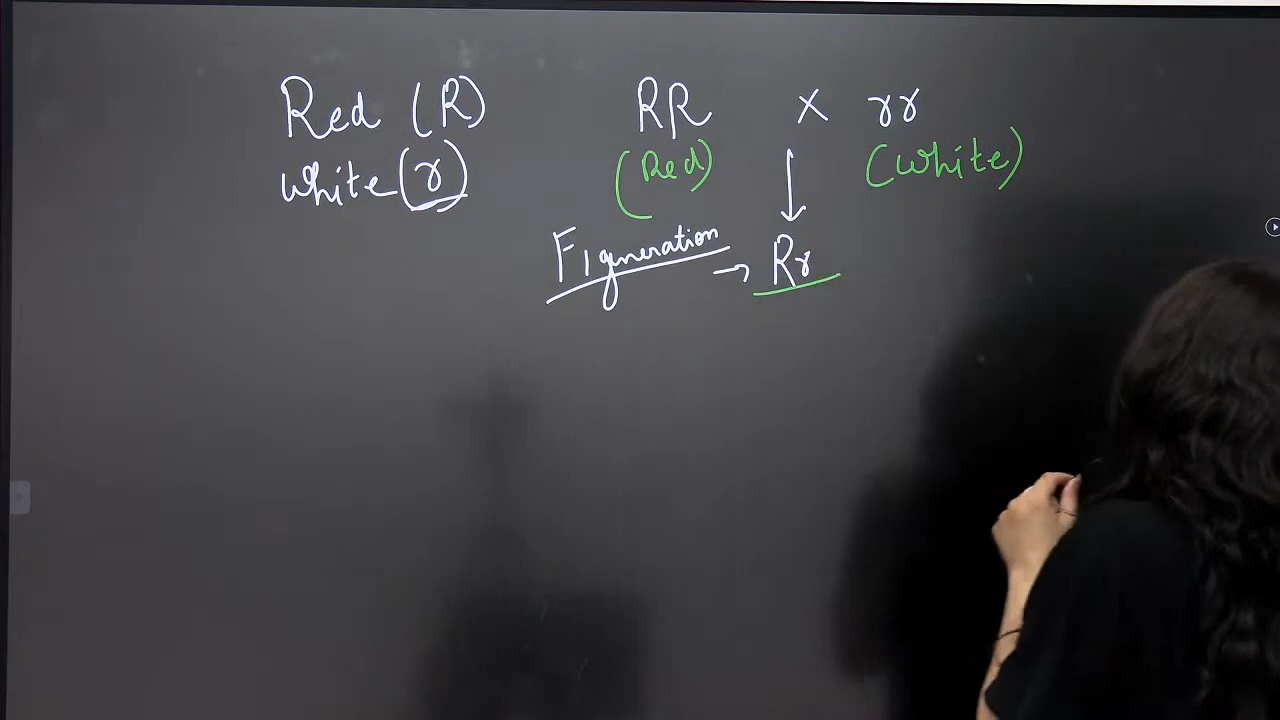 Red (R) RR × rr
white (r) (Red) (White)
F1 generation → Rr